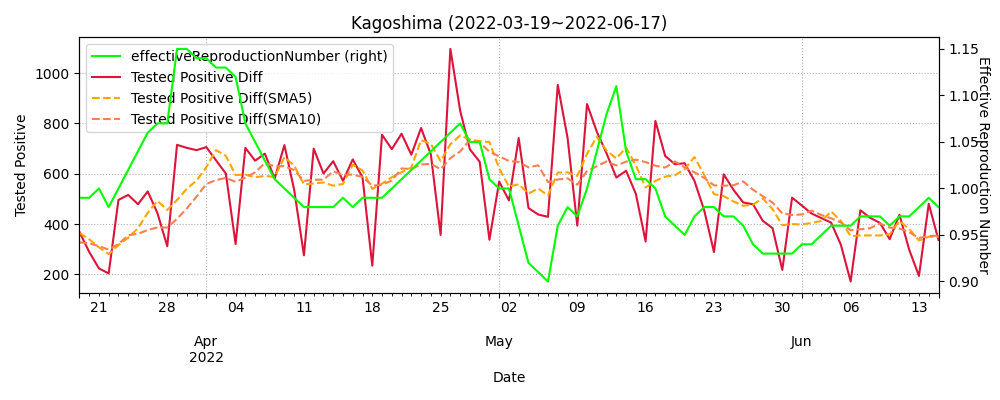 Kagoshima (2022-03-19~2022-06-17)
effectiveReproductionNumber (right)
Tested Positive Diff
Tested Positive Diff(SMA5)
Tested Positive Diff(SMA10)
Tested Positive
1000
800
600
400
200
1.15
1.10
1.05
1.00
0.95
0.90
Effective Reproduction Number
21 28 04 11 18 25 02 09 16 23 30 06 13
Apr May Jun
2022
Date